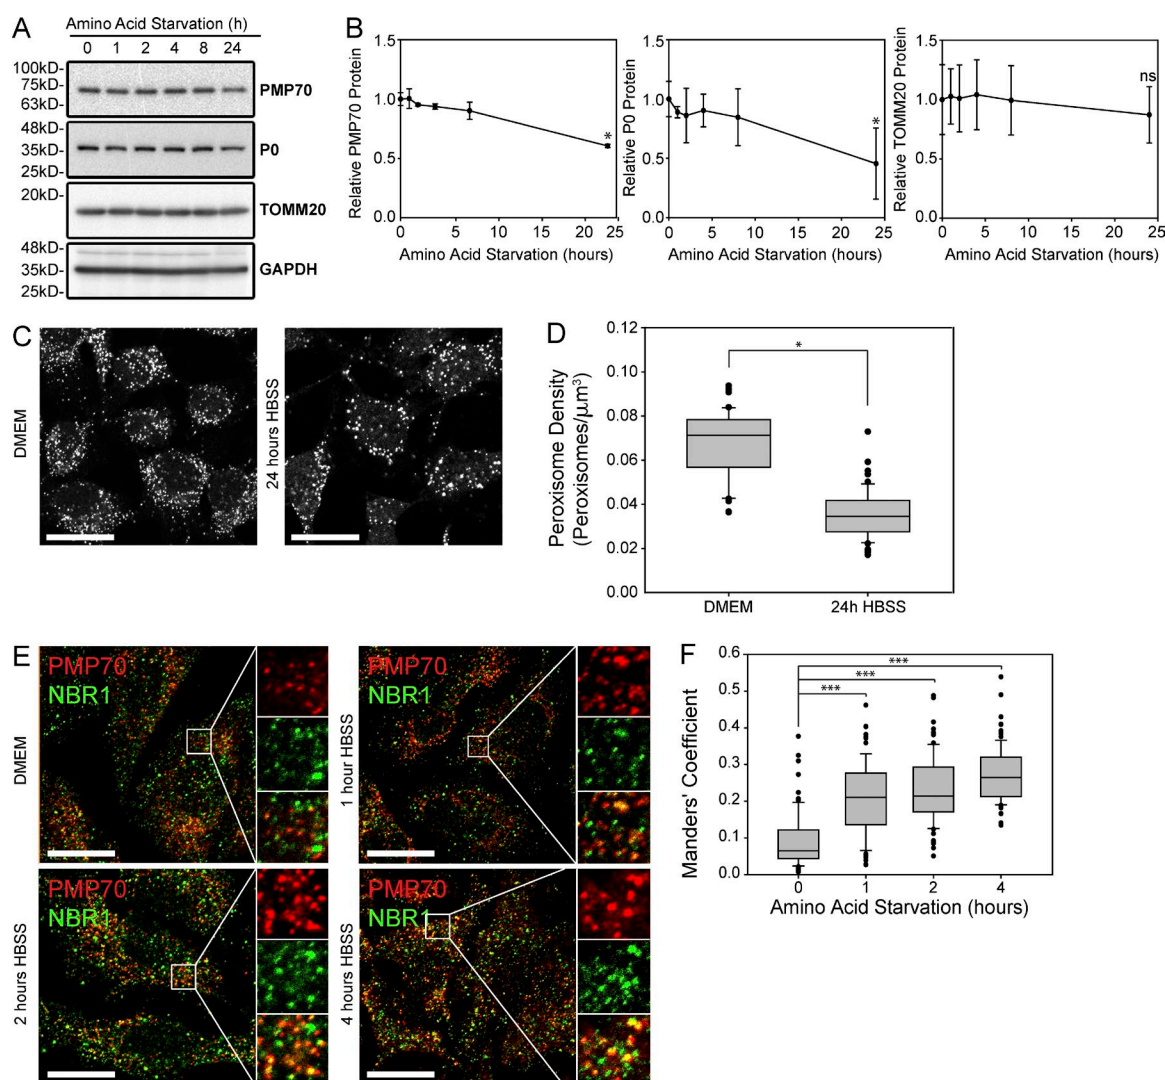 A
Amino Acid Starvation (h)
0 1 2 4 8 24
100kD-
75kD-
63kD-
PMP70
48kD-
35kD-
25kD-
P0
20kD-
TOMM20
48kD-
35kD-
25kD-
GAPDH
B
Relative PMP70 Protein
1.5
1.0
0.5
0.0
*
0 5 10 15 20 25
Amino Acid Starvation (hours)
Relative P0 Protein
1.5
1.0
0.5
0.0
*
0 5 10 15 20 25
Amino Acid Starvation (hours)
Relative TOMM20 Protein
1.5
1.0
0.5
0.0
ns
0 5 10 15 20 25
Amino Acid Starvation (hours)
C
DMEM
24 hours HBSS
D
Peroxisome Density
(Peroxisomes/μm³)
0.12
0.10
0.08
0.06
0.04
0.02
0.00
*
DMEM 24h HBSS
E
DMEM
PMP70
NBR1
1 hour HBSS
PMP70
NBR1
2 hours HBSS
PMP70
NBR1
4 hours HBSS
PMP70
NBR1
F
Manders' Coefficient
0.6
0.5
0.4
0.3
0.2
0.1
0.0
***
***
***
0 1 2 4
Amino Acid Starvation (hours)